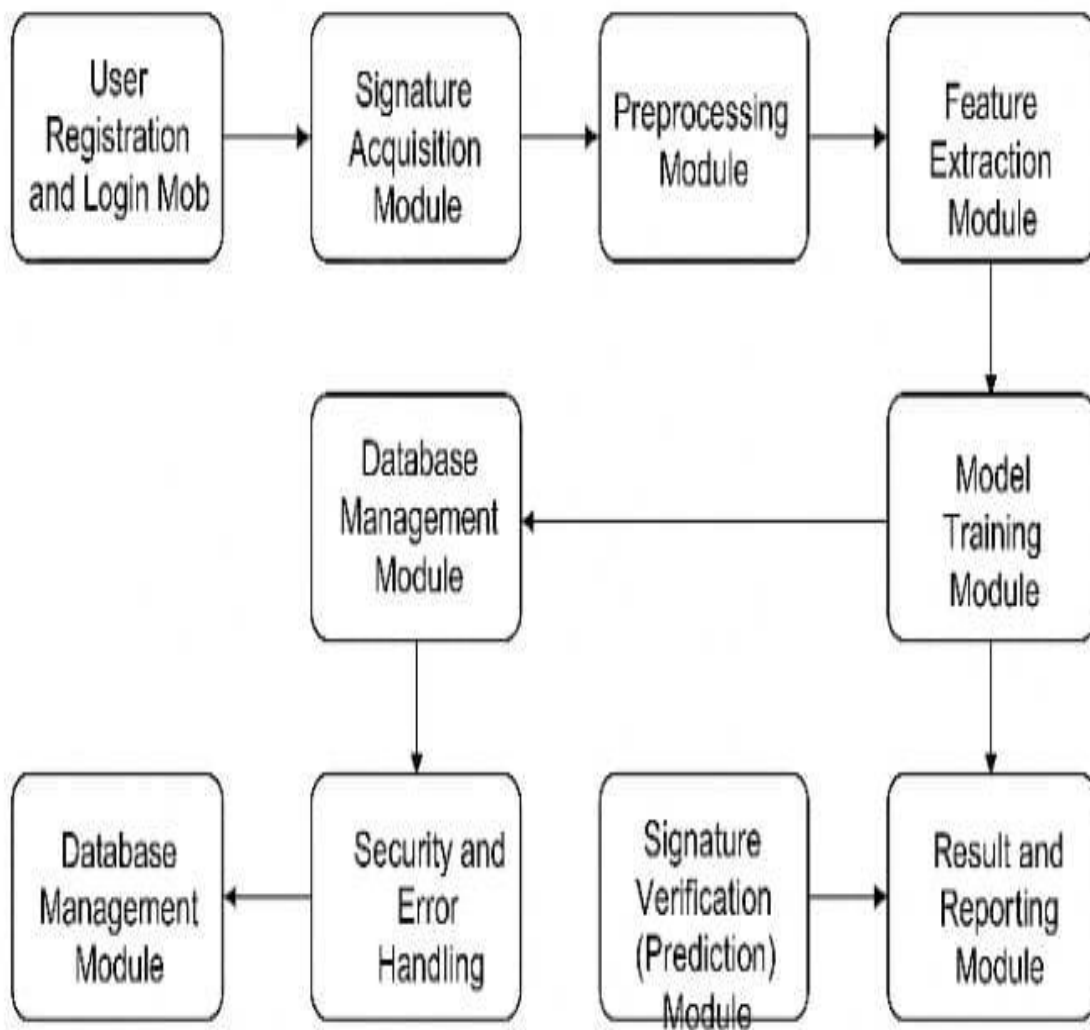 User
Registration
and Login Mob
Signature
Acquisition
Module
Preprocessing
Module
Feature
Extraction
Module
Database
Management
Module
Model
Training
Module
Database
Management
Module
Security and
Error
Handling
Signature
Verification
(Prediction)
Module
Result and
Reporting
Module